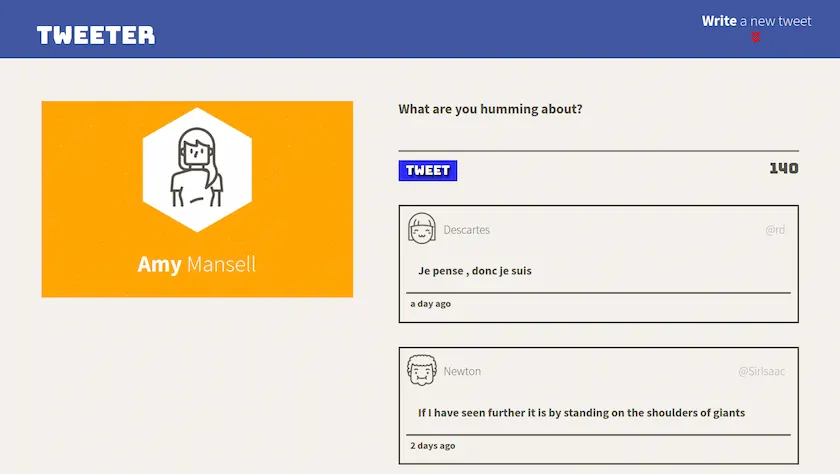 TWEETER
Write a new tweet
Amy Mansell
What are you humming about?
TWEET
140
Descartes
@rd
Je pense , donc je suis
a day ago
Newton
@SirIsaac
If I have seen further it is by standing on the shoulders of giants
2 days ago